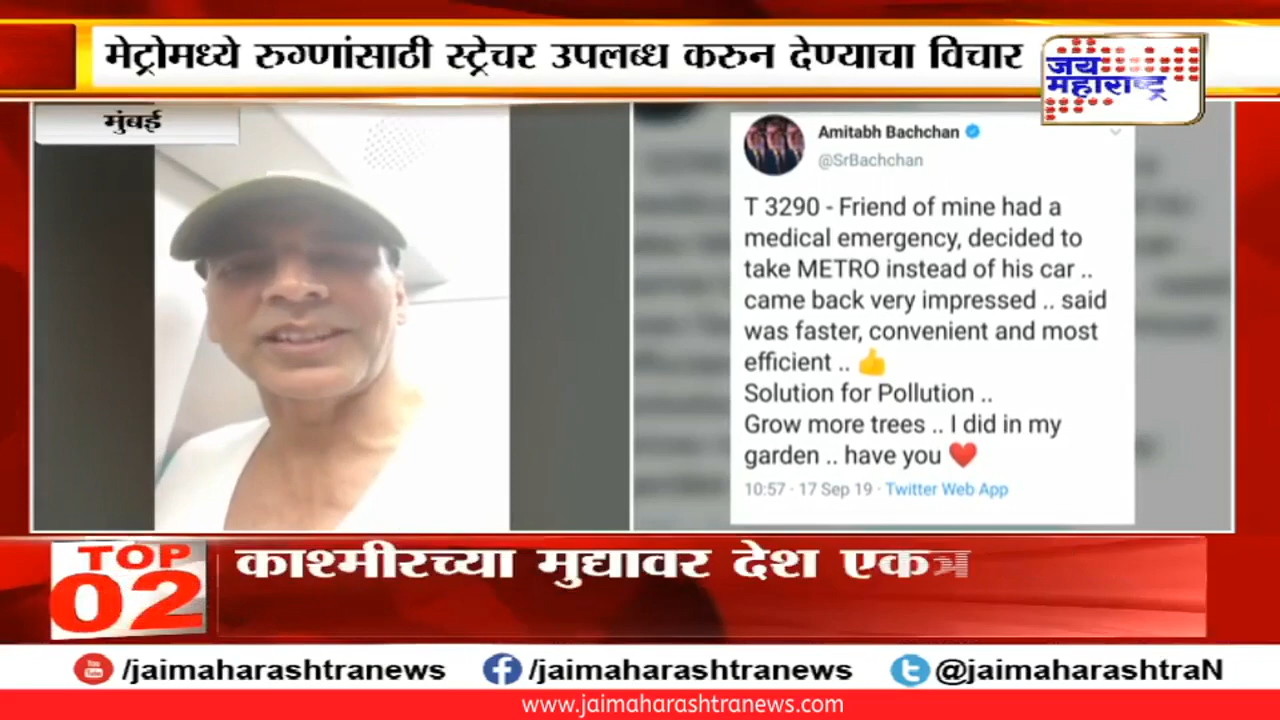 मेट्रोमध्ये रुग्णांसाठी स्ट्रेचर उपलब्ध करुन देण्याचा विचार
जय
महाराष्ट्र
मुंबई
Amitabh Bachchan
@SrBachchan
T 3290 - Friend of mine had a
medical emergency, decided to
take METRO instead of his car ..
came back very impressed .. said
was faster, convenient and most
efficient .. 👍
Solution for Pollution ..
Grow more trees .. I did in my
garden .. have you ❤️
10:57 · 17 Sep 19 · Twitter Web App
TOP
02
काश्मीरच्या मुद्यावर देश एकत्र
You Tube
/jaimaharashtranews
/jaimaharashtranews
@jaimaharashtraN
www.jaimaharashtranews.com